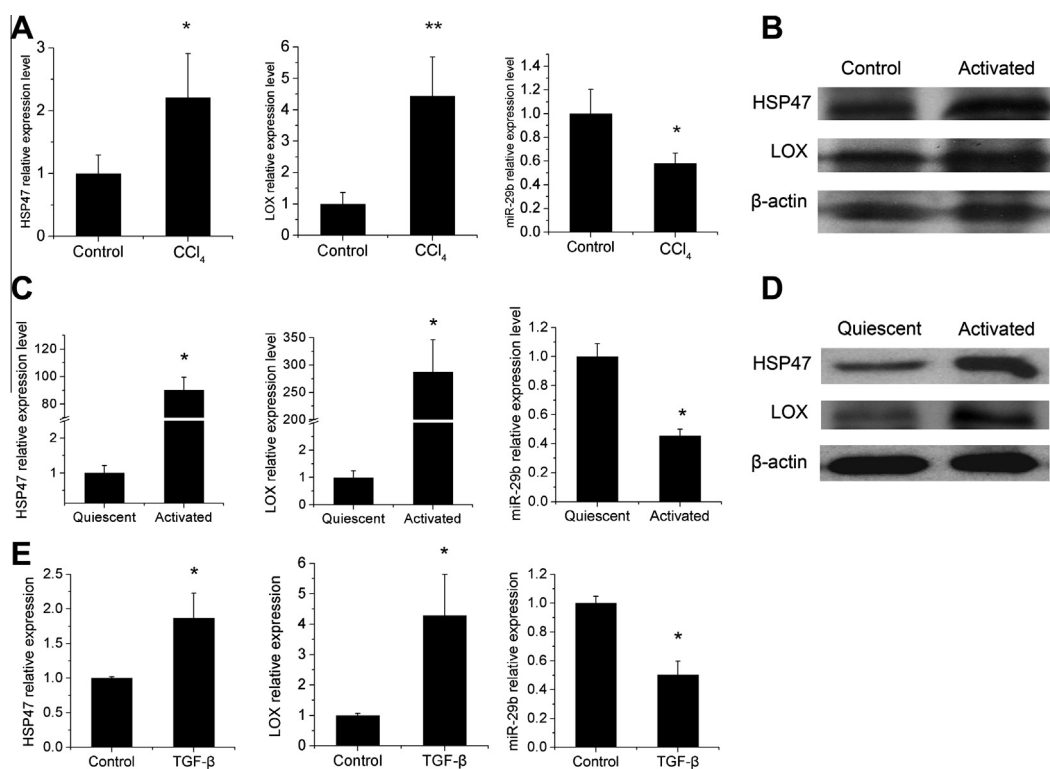 A
HSP47 relative expression level
3
2
1
0
*
Control
CCl₄
LOX relative expression level
6
5
4
3
2
1
0
**
Control
CCl₄
miR-29b relative expression level
1.4
1.2
1.0
0.8
0.6
0.4
0.2
0.0
*
Control
CCl₄
B
Control Activated
HSP47
LOX
β-actin
C
HSP47 relative expression level
120
100
80
2
1
*
Quiescent
Activated
LOX relative expression level
350
300
250
200
2
1
0
*
Quiescent
Activated
miR-29b relative expression level
1.2
1.0
0.8
0.6
0.4
0.2
0.0
*
Quiescent
Activated
D
Quiescent Activated
HSP47
LOX
β-actin
E
HSP47 relative expression
2.5
2.0
1.5
1.0
0.5
0.0
*
Control
TGF-β
LOX relative expression
6
5
4
3
2
1
0
*
Control
TGF-β
miR-29b relative expression
1.2
1.0
0.8
0.6
0.4
0.2
0.0
*
Control
TGF-β